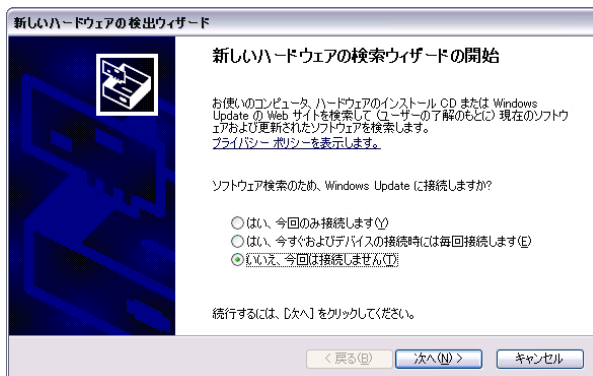 新しいハードウェアの検出ウィザード
新しいハードウェアの検索ウィザードの開始
お使いのコンピュータ、ハードウェアのインストール CD または Windows
Update の Web サイトを検索して (ユーザーの了解のもとに) 現在のソフトウ
ェアおよび更新されたソフトウェアを検索します。
プライバシー ポリシーを表示します。
ソフトウェア検索のため、Windows Update に接続しますか?
はい、今回のみ接続します(Y)
はい、今すぐおよびデバイスの接続時には毎回接続します(E)
いいえ、今回は接続しません(T)
続行するには、[次へ] をクリックしてください。
< 戻る(B)
次へ(N) >
キャンセル